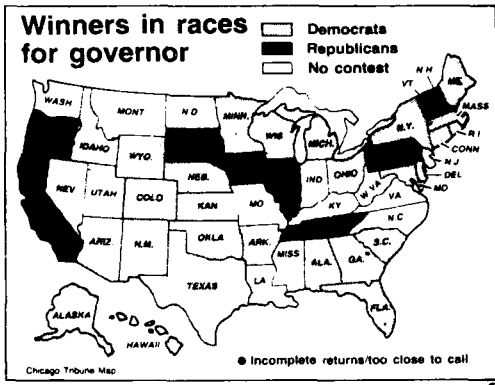 Winners in races
for governor
Democrats
Republicans
No contest
WASH
MONT
N D
MINN.
WIS
MICH.
N H
VT
ME.
MASS
N.Y.
R I
CONN
N J
DEL
MD
IDAHO
WYO.
NEB.
IND
OHIO
W VA
VA
NEV
UTAH
COLO
KAN
MO
KY
N.C
ARIZ
N.M.
OKLA
ARK.
S.C.
TEXAS
LA
MISS
ALA.
GA.
FLA.
ALASKA
HAWAII
Incomplete returns/too close to call
Chicago Tribune Map